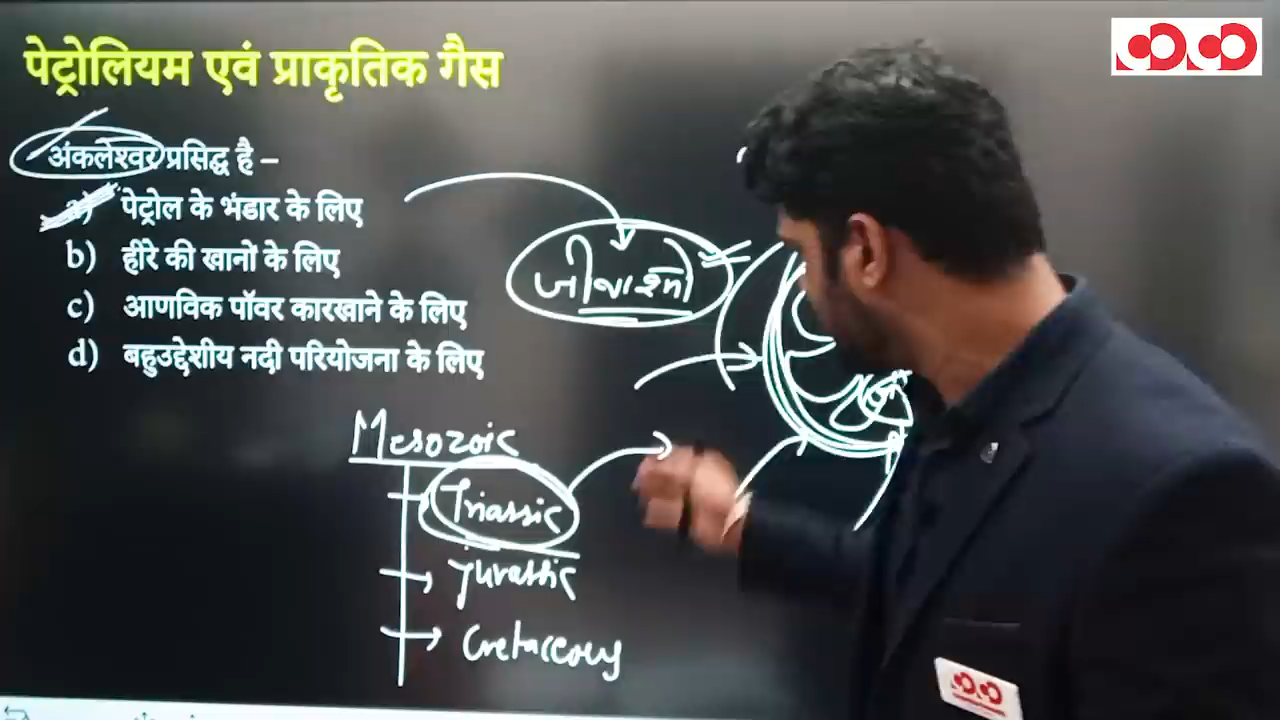 पेट्रोलियम एवं प्राकृतिक गैस
अंकलेश्वर प्रसिद्ध है –
a) पेट्रोल के भंडार के लिए
b) हीरे की खानों के लिए
c) आणविक पॉवर कारखाने के लिए
d) बहुउद्देशीय नदी परियोजना के लिए
जीवाश्मो
Mesozoic
Triassic
Jurassic
Cretaceous